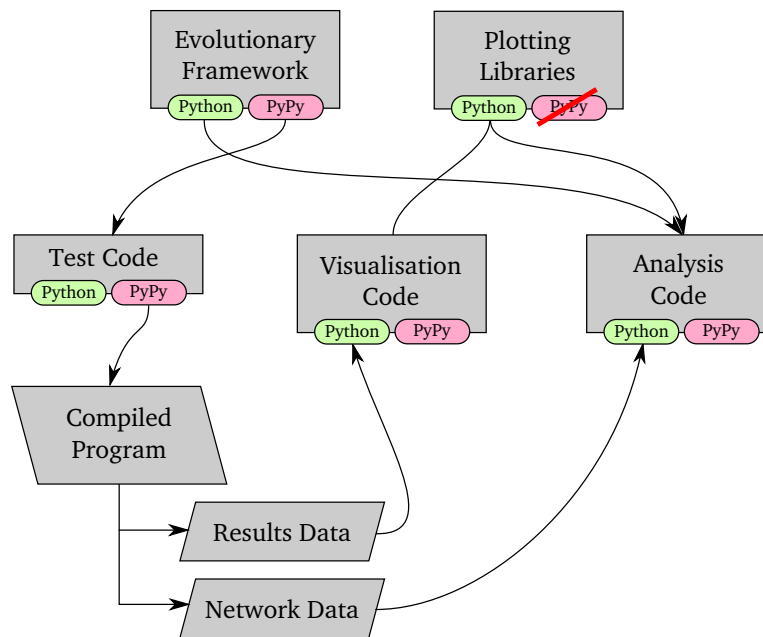 Evolutionary
Framework
Python
PyPy
Plotting
Libraries
Python
PyPy
Test Code
Python
PyPy
Visualisation
Code
Python
PyPy
Analysis
Code
Python
PyPy
Compiled
Program
Results Data
Network Data